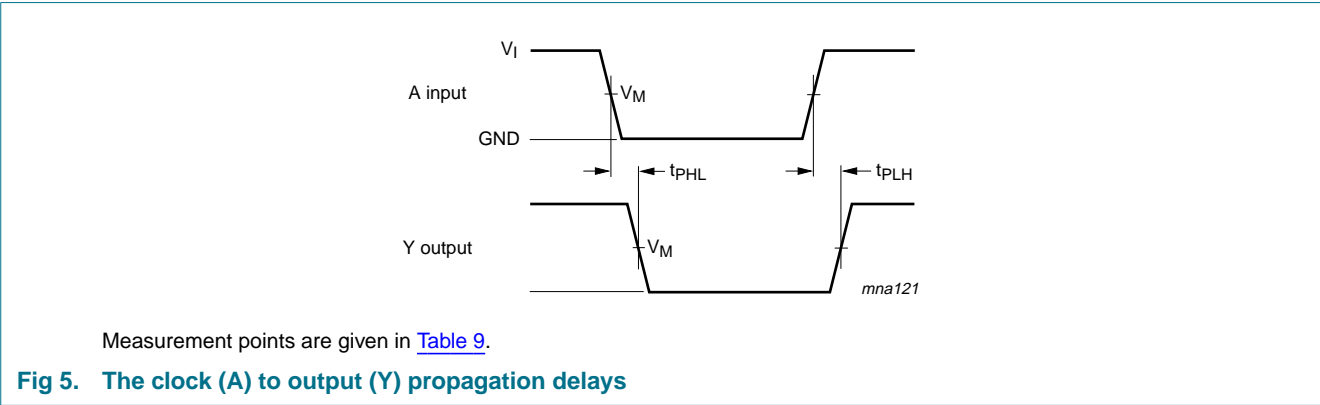 VI
A input
VM
GND
tPHL
tPLH
Y output
VM
mna121
Measurement points are given in Table 9.
Fig 5. The clock (A) to output (Y) propagation delays